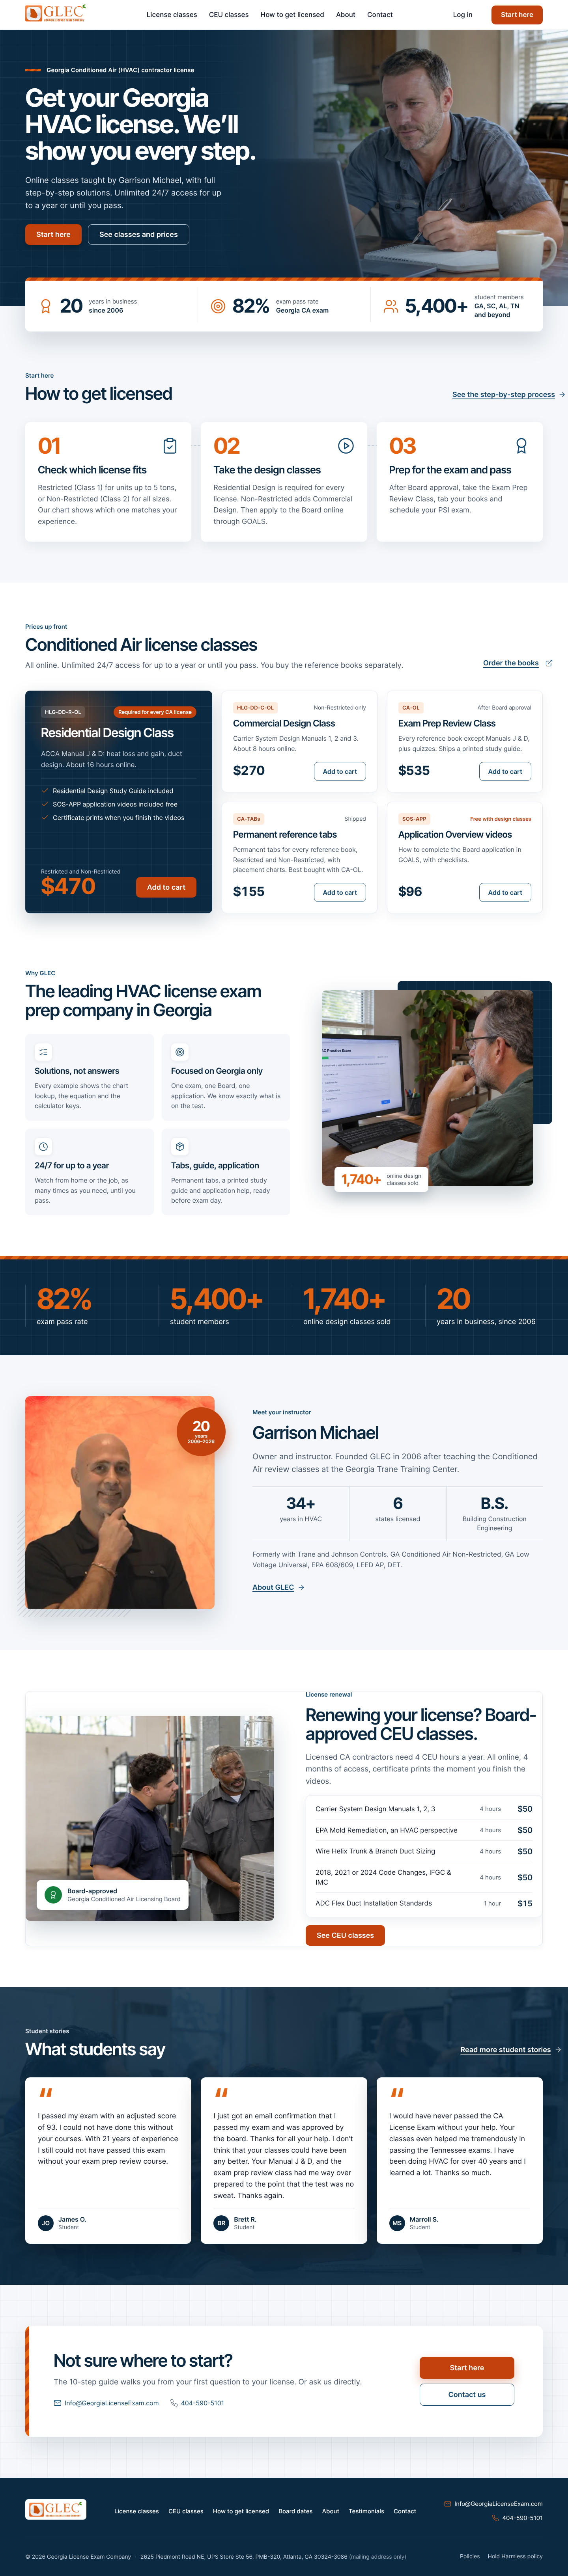 GLEC
License classes
CEU classes
How to get licensed
About
Contact
Log in
Start here
Georgia Conditioned Air (HVAC) contractor license
Get your Georgia
HVAC license. We'll
show you every step.
Online classes taught by Garrison Michael, with full
step-by-step solutions. Unlimited 24/7 access for up
to a year or until you pass.
Start here
See classes and prices
20
years in business
since 2006
82%
exam pass rate
Georgia CA exam
5,400+
student members
GA, SC, AL, TN
and beyond
Start here
How to get licensed
See the step-by-step process
01
Check which license fits
Restricted (Class 1) for units up to 5 tons,
or Non-Restricted (Class 2) for all sizes.
Our chart shows which one matches your
experience.
02
Take the design classes
Residential Design is required for every
license. Non-Restricted adds Commercial
Design. Then apply to the Board online
through GOALS.
03
Prep for the exam and pass
After Board approval, take the Exam Prep
Review Class, tab your books and
schedule your PSI exam.
Prices up front
Conditioned Air license classes
All online. Unlimited 24/7 access for up to a year or until you pass. You buy the reference books separately.
Order the books
HLG-DD-R-OL
Required for every CA license
Residential Design Class
ACCA Manual J & D: heat loss and gain, duct
design. About 16 hours online.
Residential Design Study Guide included
SOS-APP application videos included free
Certificate prints when you finish the videos
Restricted and Non-Restricted
$470
Add to cart
HLG-DD-C-OL
Non-Restricted only
Commercial Design Class
Carrier System Design Manuals 1, 2 and 3.
About 8 hours online.
$270
Add to cart
CA-OL
After Board approval
Exam Prep Review Class
Every reference book except Manuals J & D,
plus quizzes. Ships a printed study guide.
$535
Add to cart
CA-TABs
Shipped
Permanent reference tabs
Permanent tabs for every reference book,
Restricted and Non-Restricted, with
placement charts. Best bought with CA-OL.
$155
Add to cart
SOS-APP
Free with design classes
Application Overview videos
How to complete the Board application in
GOALS, with checklists.
$96
Add to cart
Why GLEC
The leading HVAC license exam
prep company in Georgia
Solutions, not answers
Every example shows the chart
lookup, the equation and the
calculator keys.
Focused on Georgia only
One exam, one Board, one
application. We know exactly what is
on the test.
24/7 for up to a year
Watch from home or the job, as
many times as you need, until you
pass.
Tabs, guide, application
Permanent tabs, a printed study
guide and application help, ready
before exam day.
Practice Exam
1,740+
online design
classes sold
82%
exam pass rate
5,400+
student members
1,740+
online design classes sold
20
years in business, since 2006
20
years
2006-2026
Meet your instructor
Garrison Michael
Owner and instructor. Founded GLEC in 2006 after teaching the Conditioned
Air review classes at the Georgia Trane Training Center.
34+
years in HVAC
6
states licensed
B.S.
Building Construction
Engineering
Formerly with Trane and Johnson Controls. GA Conditioned Air Non-Restricted, GA Low
Voltage Universal, EPA 608/609, LEED AP, DET.
About GLEC
Board-approved
Georgia Conditioned Air Licensing Board
License renewal
Renewing your license? Board-
approved CEU classes.
Licensed CA contractors need 4 CEU hours a year. All online, 4
months of access, certificate prints the moment you finish the
videos.
Carrier System Design Manuals 1, 2, 3
4 hours
$50
EPA Mold Remediation, an HVAC perspective
4 hours
$50
Wire Helix Trunk & Branch Duct Sizing
4 hours
$50
2018, 2021 or 2024 Code Changes, IFGC &
IMC
4 hours
$50
ADC Flex Duct Installation Standards
1 hour
$15
See CEU classes
Student stories
What students say
Read more student stories
I passed my exam with an adjusted score
of 93. I could not have done this without
your courses. With 21 years of experience
I still could not have passed this exam
without your exam prep review course.
JO
James O.
Student
I just got an email confirmation that I
passed my exam and was approved by
the board. Thanks for all your help. I don't
think that your classes could have been
any better. Your Manual J & D, and the
exam prep review class had me way over
prepared to the point that the test was no
sweat. Thanks again.
BR
Brett R.
Student
I would have never passed the CA
License Exam without your help. Your
classes even helped me tremendously in
passing the Tennessee exams. I have
been doing HVAC for over 40 years and I
learned a lot. Thanks so much.
MS
Marroll S.
Student
Not sure where to start?
The 10-step guide walks you from your first question to your license. Or ask us directly.
Info@GeorgiaLicenseExam.com
404-590-5101
Start here
Contact us
GLEC
License classes
CEU classes
How to get licensed
Board dates
About
Testimonials
Contact
Info@GeorgiaLicenseExam.com
404-590-5101
© 2026 Georgia License Exam Company · 2625 Piedmont Road NE, UPS Store Ste 56, PMB-320, Atlanta, GA 30324-3086 (mailing address only)
Policies
Hold Harmless policy